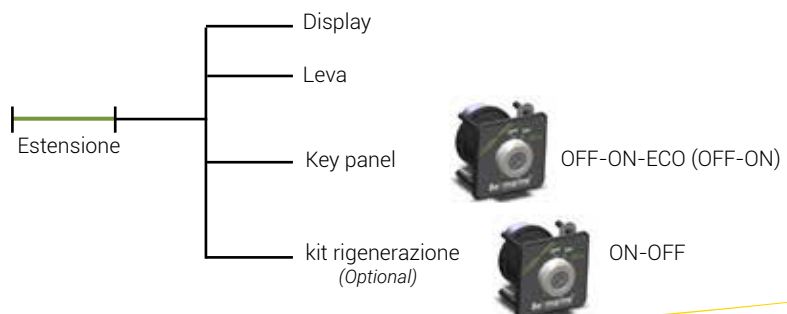 Display
Leva
Estensione
Key panel
OFF-ON-ECO (OFF-ON)
kit rigenerazione
(Optional)
ON-OFF